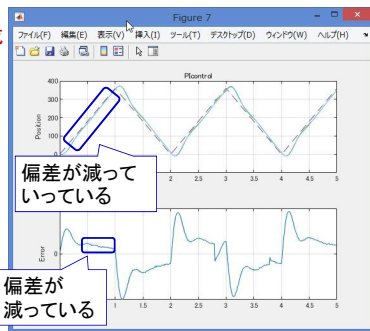 Figure 7
ファイル(F) 編集(E) 表示(V) 挿入(I) ツール(T) デスクトップ(D) ウィンドウ(W) ヘルプ(H)
PIcontrol
400
300
200
100
0
Position
2 2.5 3 3.5 4 4.5 5
偏差が減って
いっている
0
Error
1 1.5 2 2.5 3 3.5 4 4.5 5
偏差が
減っている